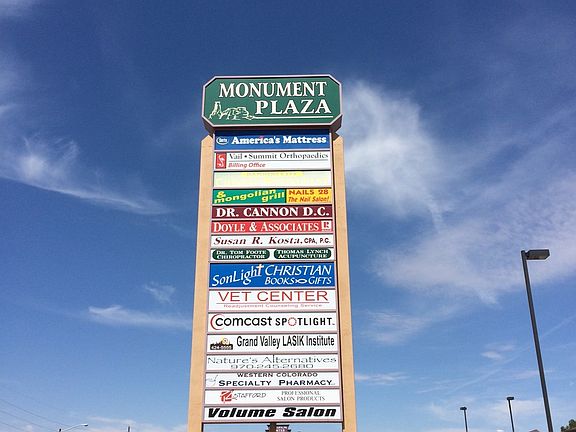 MONUMENT
PLAZA
America's Mattress
Vail • Summit Orthopaedics
Billing Office
& mongolian grill
NAILS 28
The Nail Salon!
DR. CANNON D.C.
DOYLE & ASSOCIATES
Susan R. Kosta, CPA, P.C.
DR. TOM FOOTE
CHIROPRACTOR
THOMAS LYNCH
ACUPUNCTURE
SonLight CHRISTIAN
BOOKS GIFTS
VET CENTER
Readjustment Counseling Service
Comcast SPOTLIGHT.
Grand Valley LASIK Institute
Nature's Alternatives
970-245-2680
WESTERN COLORADO
SPECIALTY PHARMACY
STAFFORD
PROFESSIONAL
SALON PRODUCTS
Volume Salon